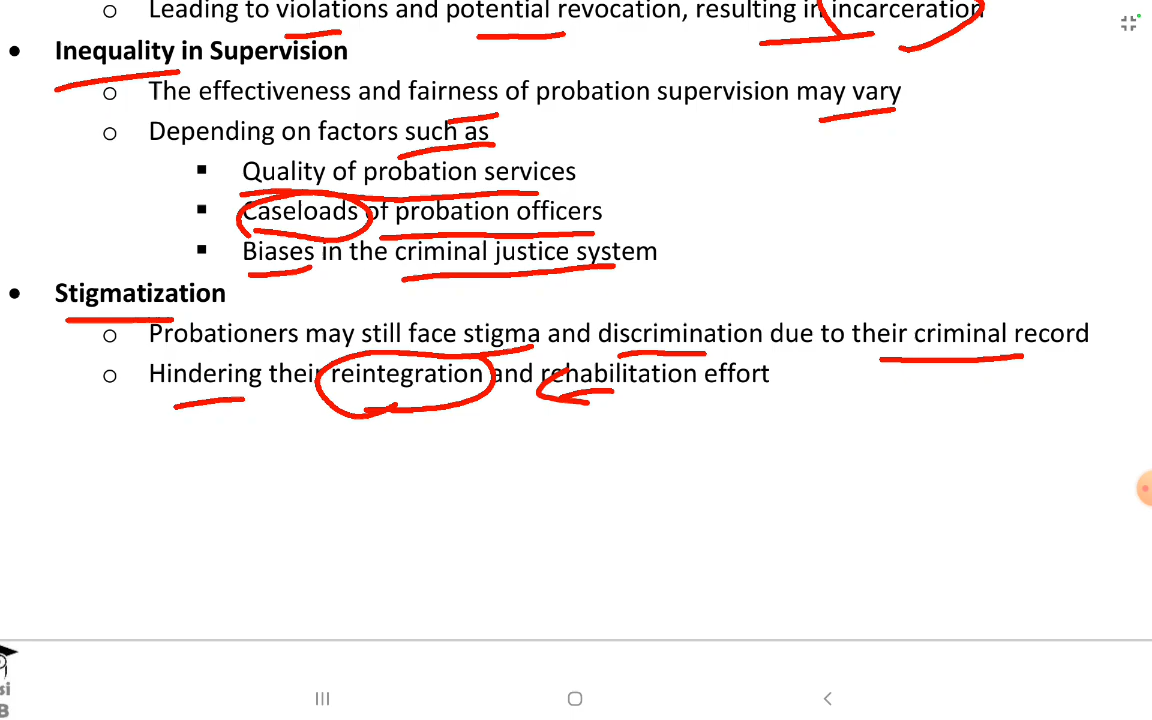 ○ Leading to violations and potential revocation, resulting in incarceration
• Inequality in Supervision
○ The effectiveness and fairness of probation supervision may vary
○ Depending on factors such as
▪ Quality of probation services
▪ Caseloads of probation officers
▪ Biases in the criminal justice system
• Stigmatization
○ Probationers may still face stigma and discrimination due to their criminal record
○ Hindering their reintegration and rehabilitation effort
si
B